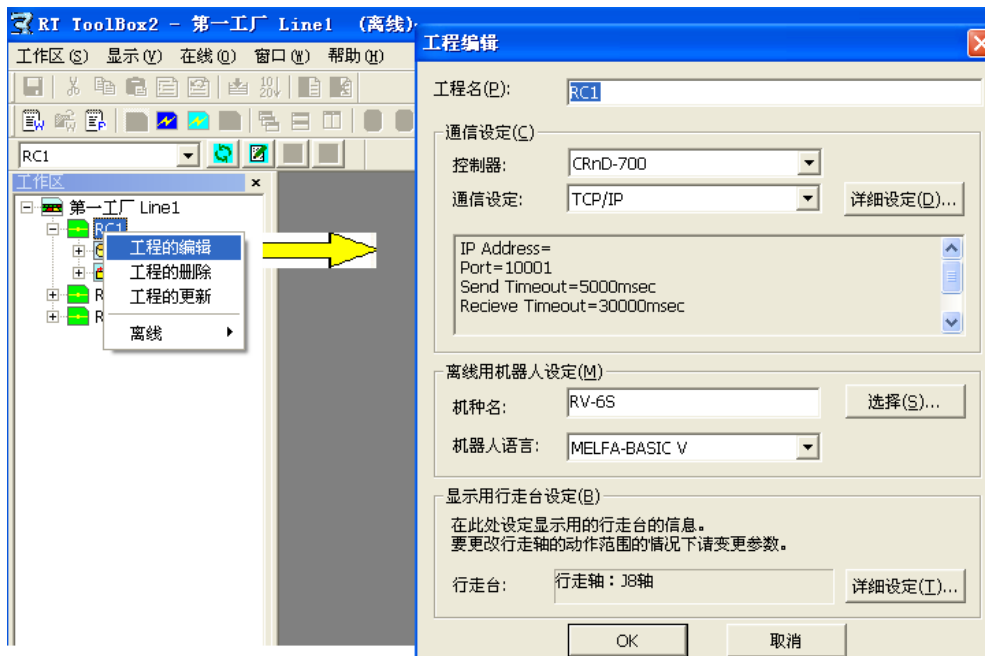 RT ToolBox2 - 第一工厂 Line1 (离线)
工作区(S) 显示(V) 在线(O) 窗口(W) 帮助(H)
RC1
工作区
第一工厂 Line1
RC1
工程的编辑
工程的删除
工程的更新
离线
R
R
工程编辑
工程名(P): RC1
通信设定(C)
控制器: CRnD-700
通信设定: TCP/IP 详细设定(D)...
IP Address=
Port=10001
Send Timeout=5000msec
Recieve Timeout=30000msec
离线用机器人设定(M)
机种名: RV-6S 选择(S)...
机器人语言: MELFA-BASIC V
显示用行走台设定(B)
在此处设定显示用的行走台的信息。
要更改行走轴的动作范围的情况下请变更参数。
行走台: 行走轴：J8轴 详细设定(T)...
OK 取消